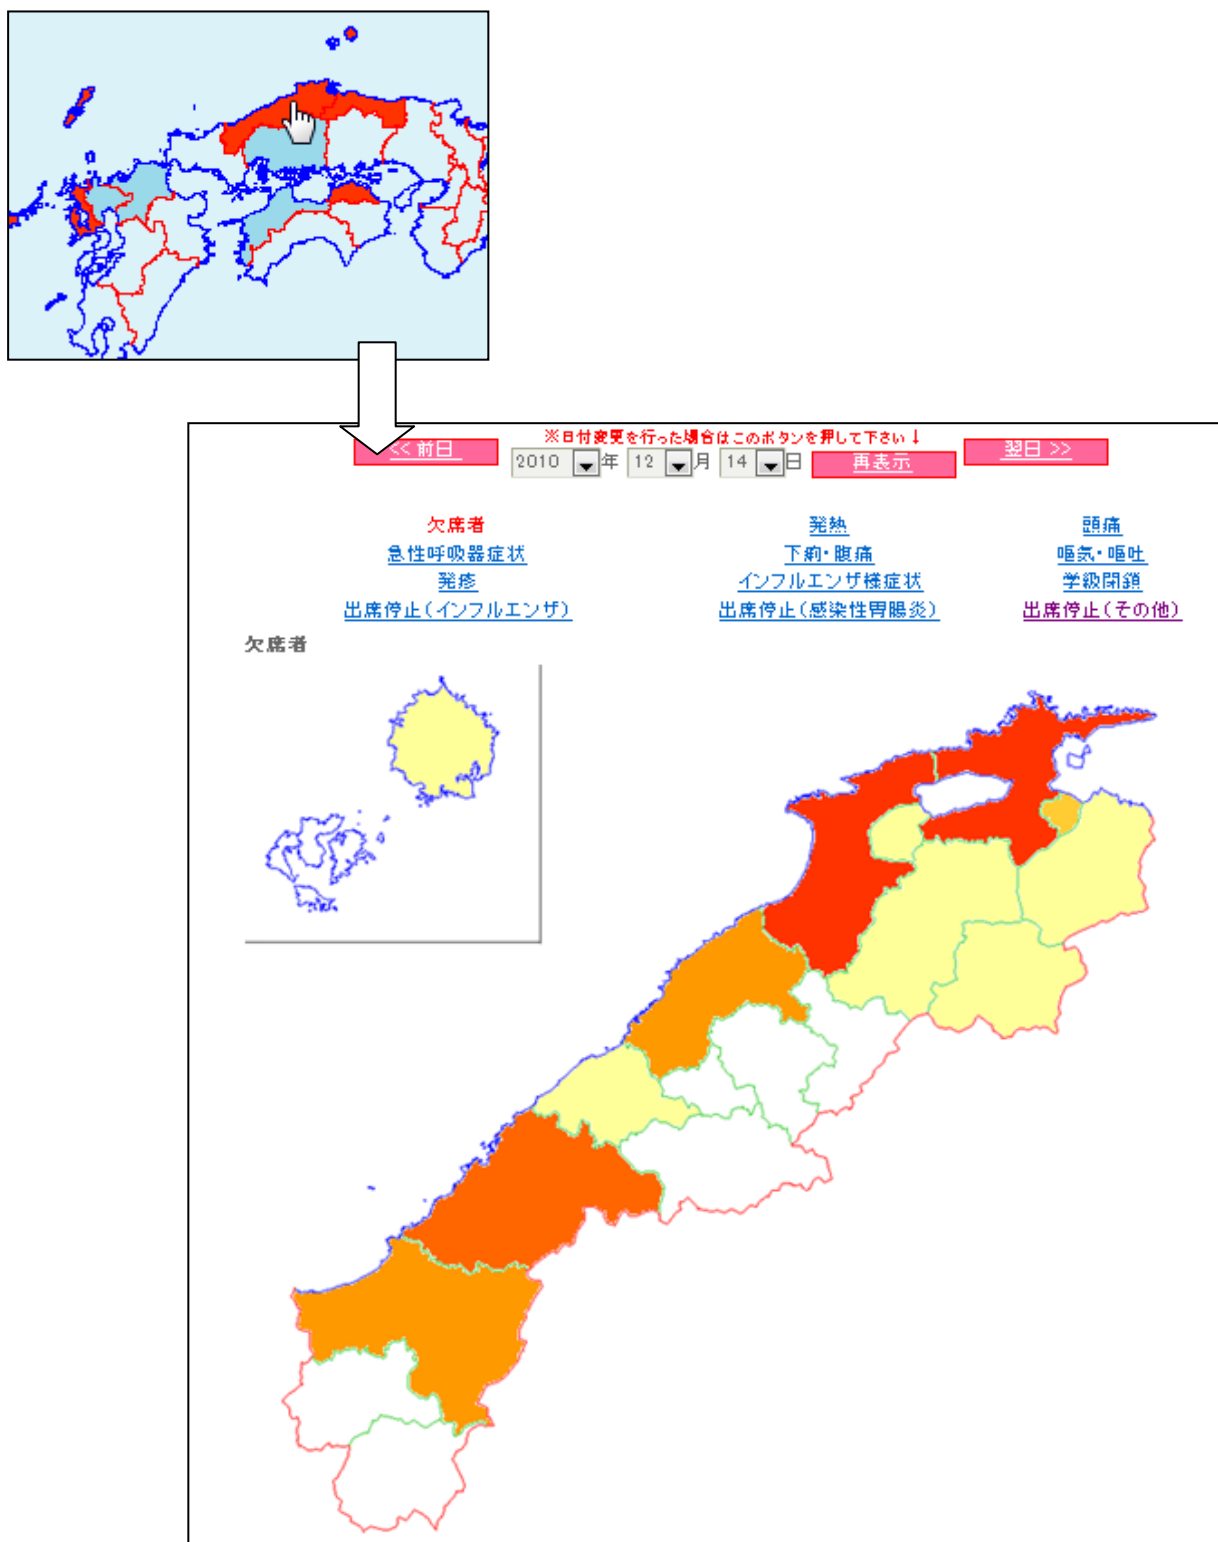 ※日付変更を行った場合はこのボタンを押して下さい↓
<< 前日 2010 年 12 月 14 日 再表示 翌日 >>
欠席者 発熱 頭痛
急性呼吸器症状 下痢・腹痛 嘔気・嘔吐
発疹 インフルエンザ様症状 学級閉鎖
出席停止(インフルエンザ) 出席停止(感染性胃腸炎) 出席停止(その他)
欠席者